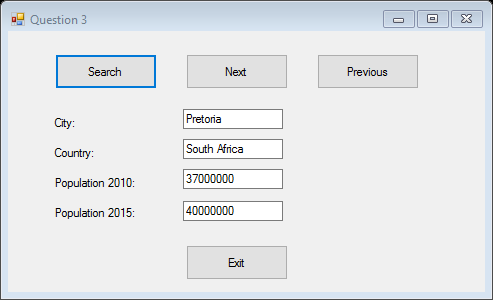 Question 3
Search Next Previous
City: Pretoria
Country: South Africa
Population 2010: 37000000
Population 2015: 40000000
Exit